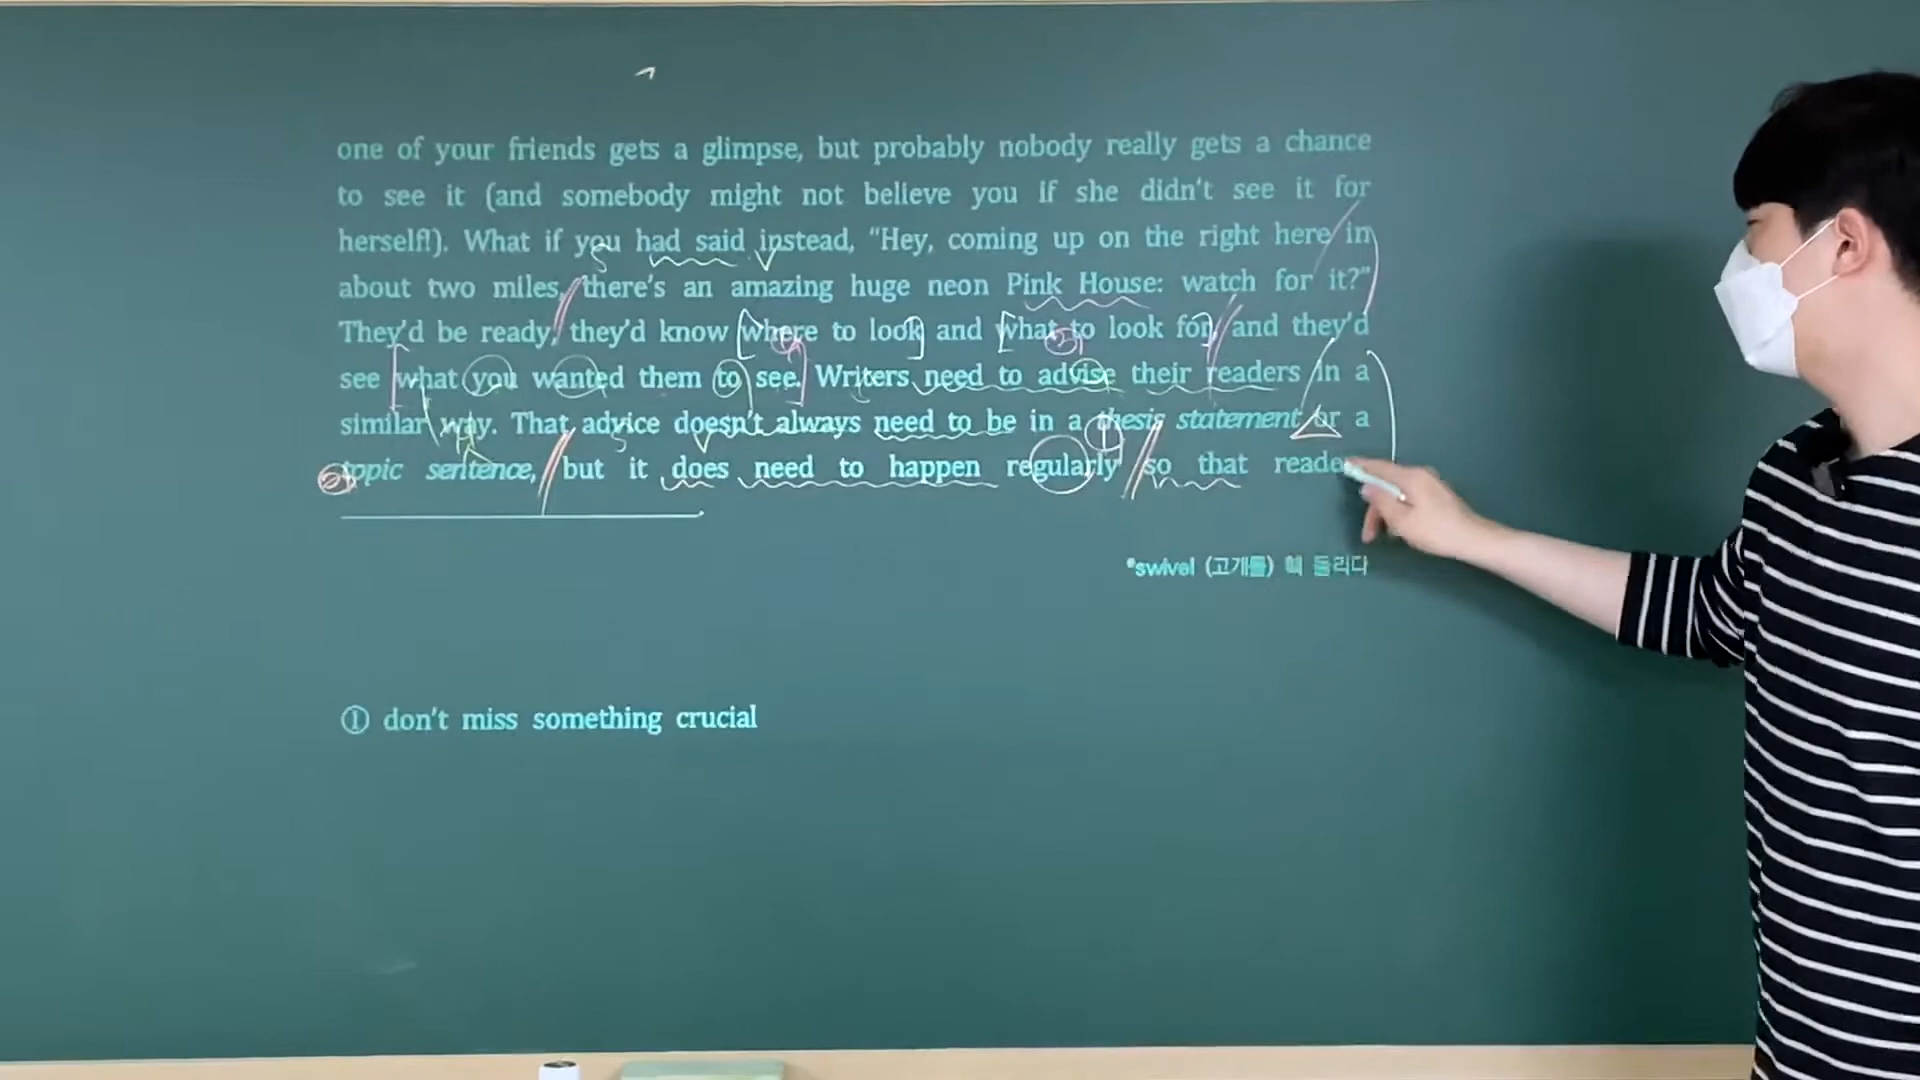 one of your friends gets a glimpse, but probably nobody really gets a chance
to see it (and somebody might not believe you if she didn't see it for
herself!). What if you had said instead, "Hey, coming up on the right here in
about two miles, there's an amazing huge neon Pink House: watch for it?"
They'd be ready, they'd know where to look and what to look for, and they'd
see what you wanted them to see. Writers need to advise their readers in a
similar way. That advice doesn't always need to be in a thesis statement or a
topic sentence, but it does need to happen regularly so that readers
*swivel (고개를) 홱 돌리다
① don't miss something crucial